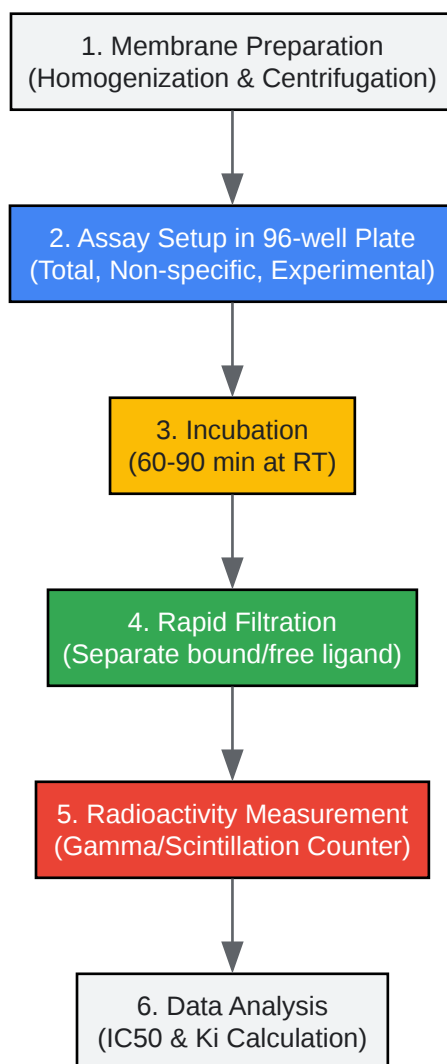 1. Membrane Preparation
(Homogenization & Centrifugation)
2. Assay Setup in 96-well Plate
(Total, Non-specific, Experimental)
3. Incubation
(60-90 min at RT)
4. Rapid Filtration
(Separate bound/free ligand)
5. Radioactivity Measurement
(Gamma/Scintillation Counter)
6. Data Analysis
(IC50 & Ki Calculation)